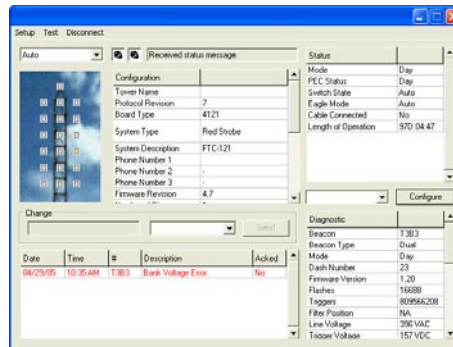 Setup Test Disconnect
Auto
Received status message.
Configuration
Tower Name
Protocol Revision 7
Board Type 4121
System Type Red Strobe
System Description FTC-121
Phone Number 1
Phone Number 2 -
Phone Number 3 -
Firmware Revision 4.7
Change
Send
Date Time # Description Acked
04/29/05 10:35 AM T3B3 Bank Voltage Error No
Status
Mode Day
PEC Status Day
Switch State Auto
Eagle Mode Auto
Cable Connected No
Length of Operation 97D 04:47
Configure
Diagnostic
Beacon T3B3
Beacon Type Dual
Mode Day
Dash Number 23
Firmware Version 1.20
Flashes 16688
Triggers 809566208
Filter Position NA
Line Voltage 396 VAC
Trigger Voltage 157 VDC